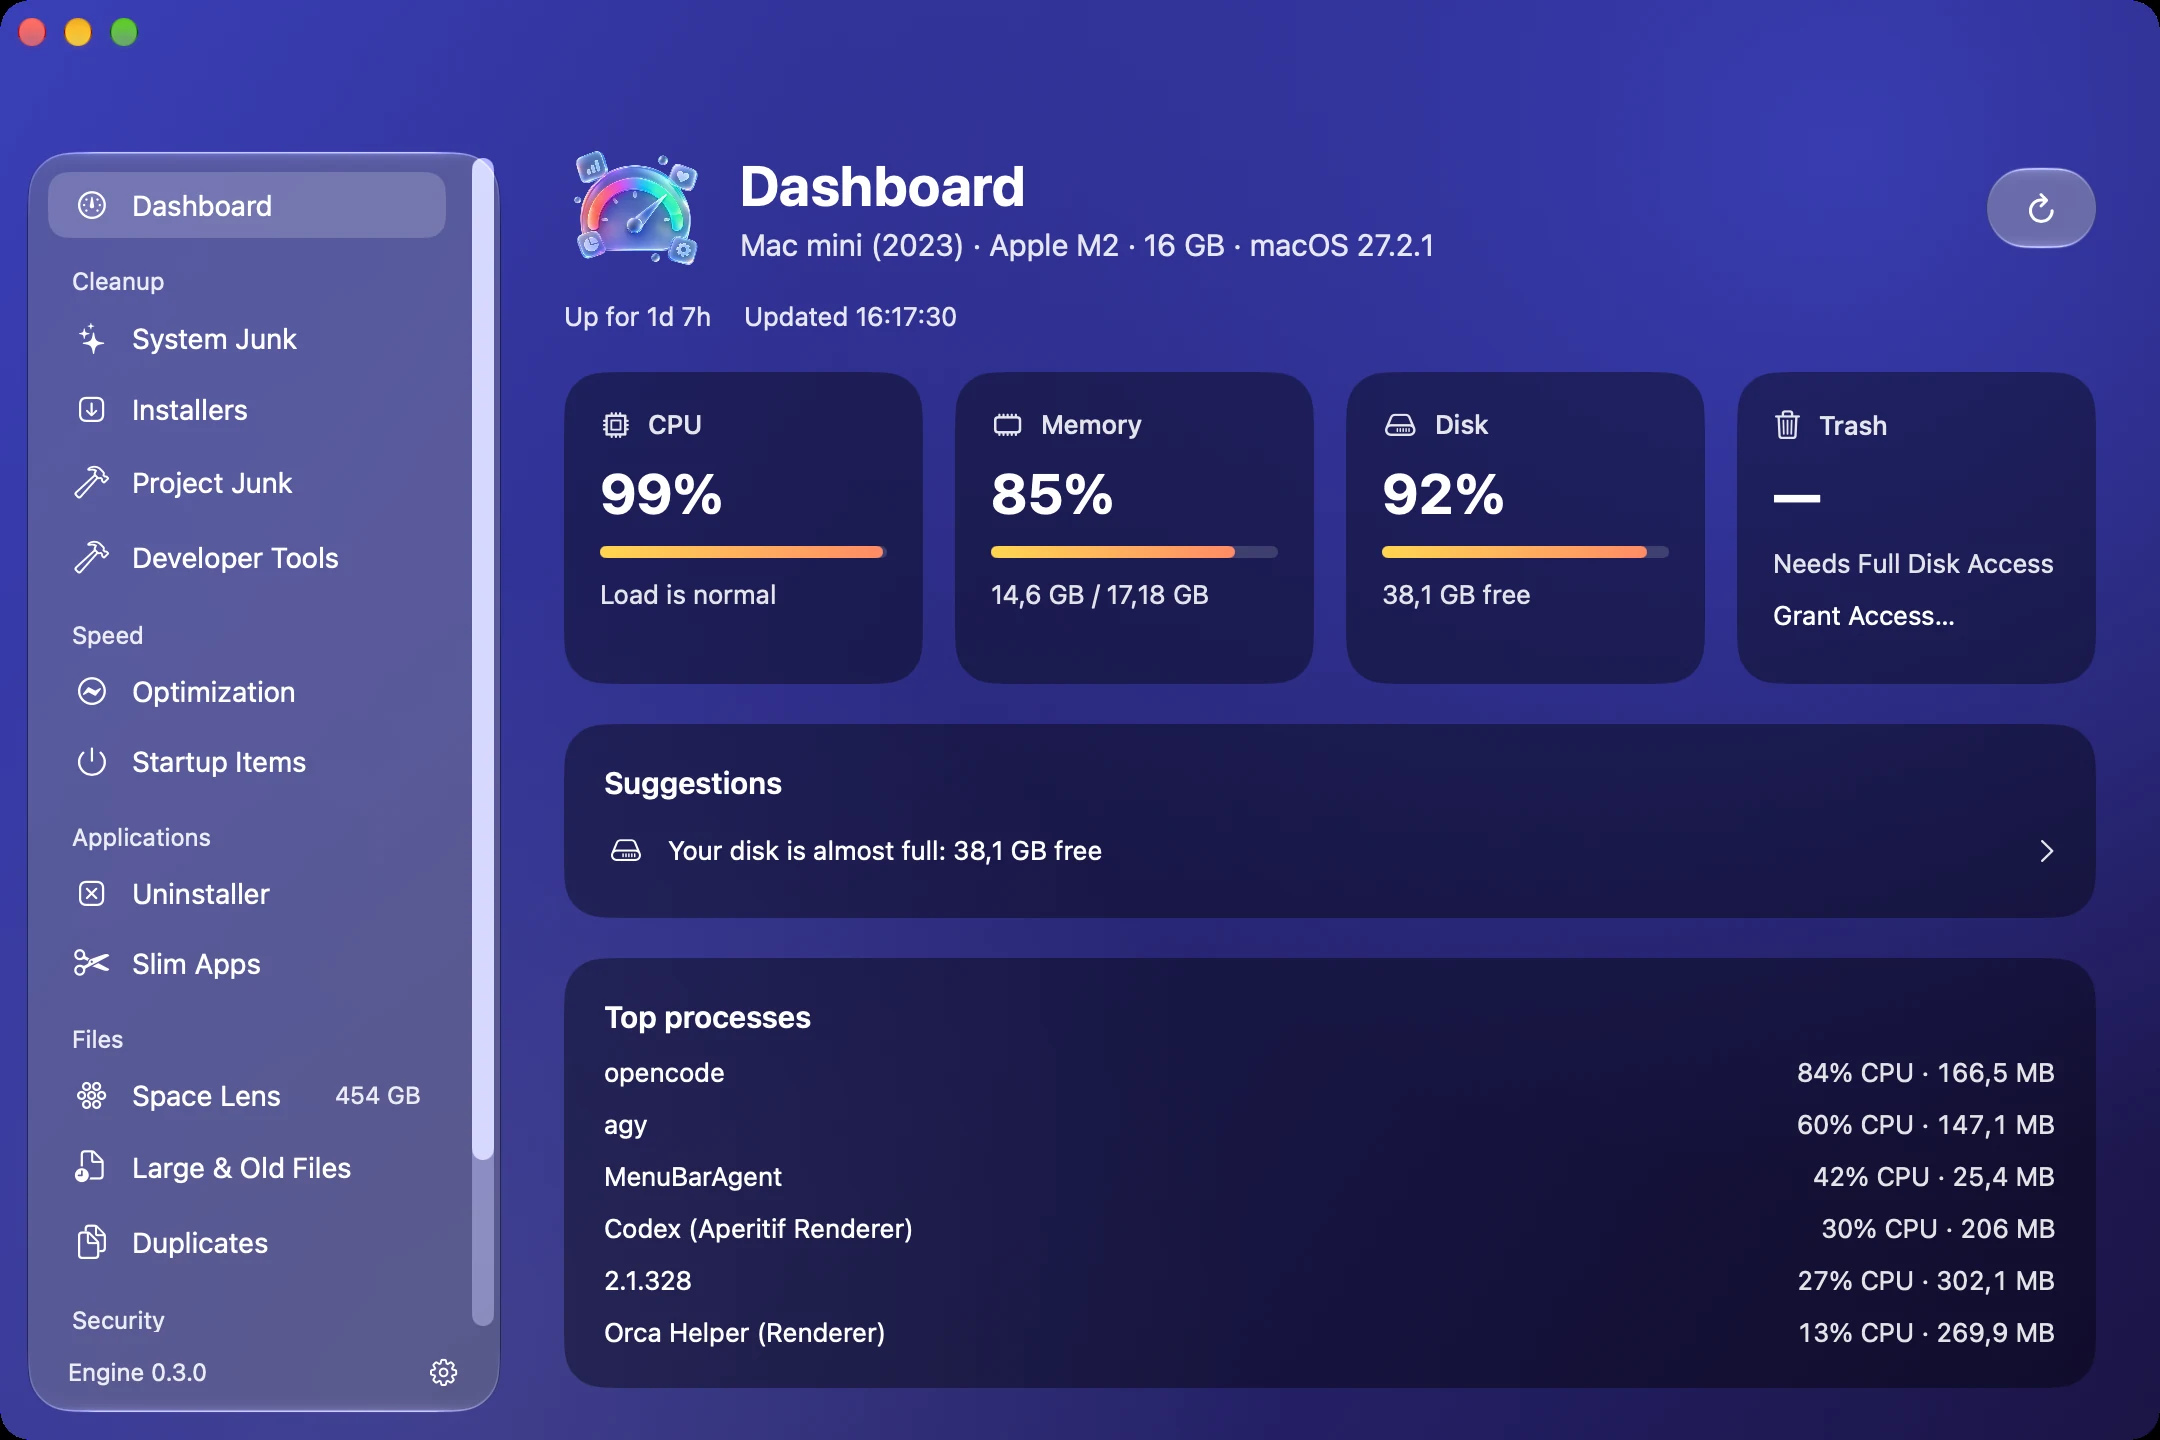 Dashboard
Cleanup
System Junk
Installers
Project Junk
Developer Tools
Speed
Optimization
Startup Items
Applications
Uninstaller
Slim Apps
Files
Space Lens 454 GB
Large & Old Files
Duplicates
Security
Engine 0.3.0
Dashboard
Mac mini (2023) · Apple M2 · 16 GB · macOS 27.2.1
Up for 1d 7h Updated 16:17:30
CPU
99%
Load is normal
Memory
85%
14,6 GB / 17,18 GB
Disk
92%
38,1 GB free
Trash
—
Needs Full Disk Access
Grant Access...
Suggestions
Your disk is almost full: 38,1 GB free
Top processes
opencode 84% CPU · 166,5 MB
agy 60% CPU · 147,1 MB
MenuBarAgent 42% CPU · 25,4 MB
Codex (Aperitif Renderer) 30% CPU · 206 MB
2.1.328 27% CPU · 302,1 MB
Orca Helper (Renderer) 13% CPU · 269,9 MB